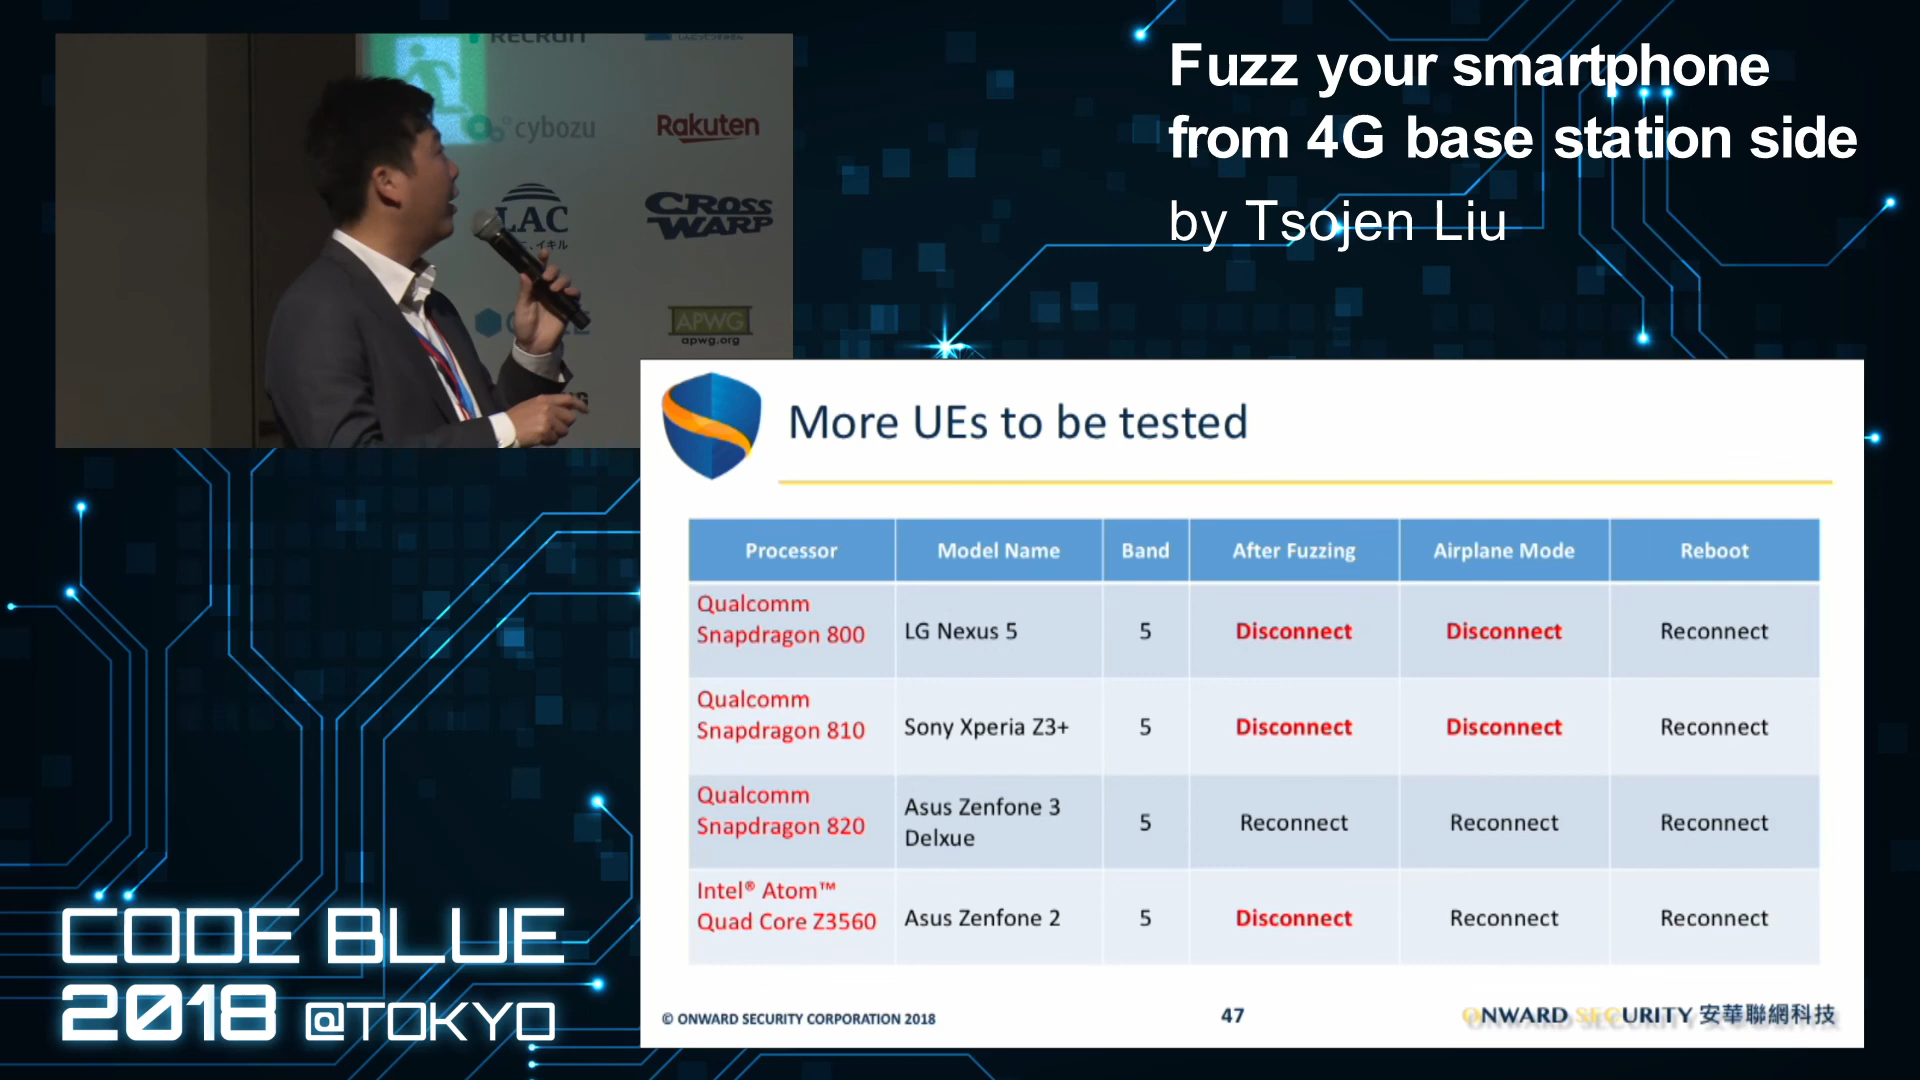 Fuzz your smartphone
from 4G base station side
by Tsojen Liu
RECRUIT
cybozu
Rakuten
LAC
CROSS
WARP
APWG
apwg.org
More UEs to be tested
Processor Model Name Band After Fuzzing Airplane Mode Reboot
Qualcomm
Snapdragon 800 LG Nexus 5 5 Disconnect Disconnect Reconnect
Qualcomm
Snapdragon 810 Sony Xperia Z3+ 5 Disconnect Disconnect Reconnect
Qualcomm
Snapdragon 820 Asus Zenfone 3
Delxue 5 Reconnect Reconnect Reconnect
Intel® Atom™
Quad Core Z3560 Asus Zenfone 2 5 Disconnect Reconnect Reconnect
© ONWARD SECURITY CORPORATION 2018
47
ONWARD SECURITY 安華聯網科技
CODE BLUE
2018 @TOKYO